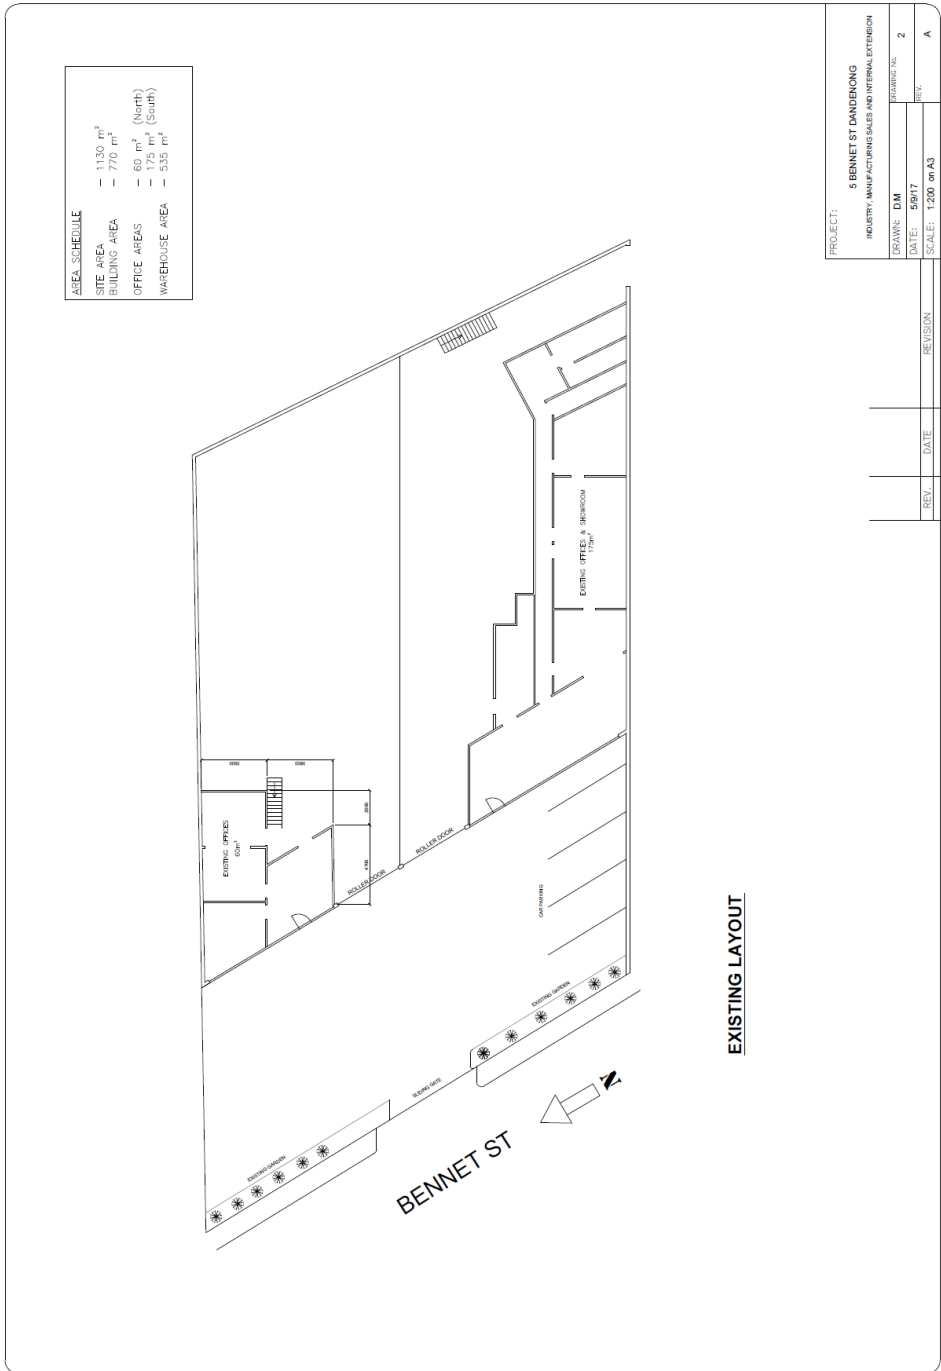 AREA SCHEDULE
SITE AREA – 1130 m²
BUILDING AREA – 770 m²
OFFICE AREAS – 60 m² (North)
– 175 m² (South)
WAREHOUSE AREA – 535 m²
EXISTING OFFICES & SHOWROOM
175m²
EXISTING OFFICES
60m²
ROLLER DOOR
ROLLER DOOR
CAR PARKING
EXISTING GARDEN
SLIDING GATE
EXISTING GARDEN
BENNET ST
N
EXISTING LAYOUT
PROJECT:
5 BENNET ST DANDENONG
INDUSTRY, MANUFACTURING SALES AND INTERNAL EXTENSION
DRAWN: D.M
DRAWING No. 2
DATE: 5/9/17
SCALE: 1:200 on A3
REV. A
REV. DATE REVISION